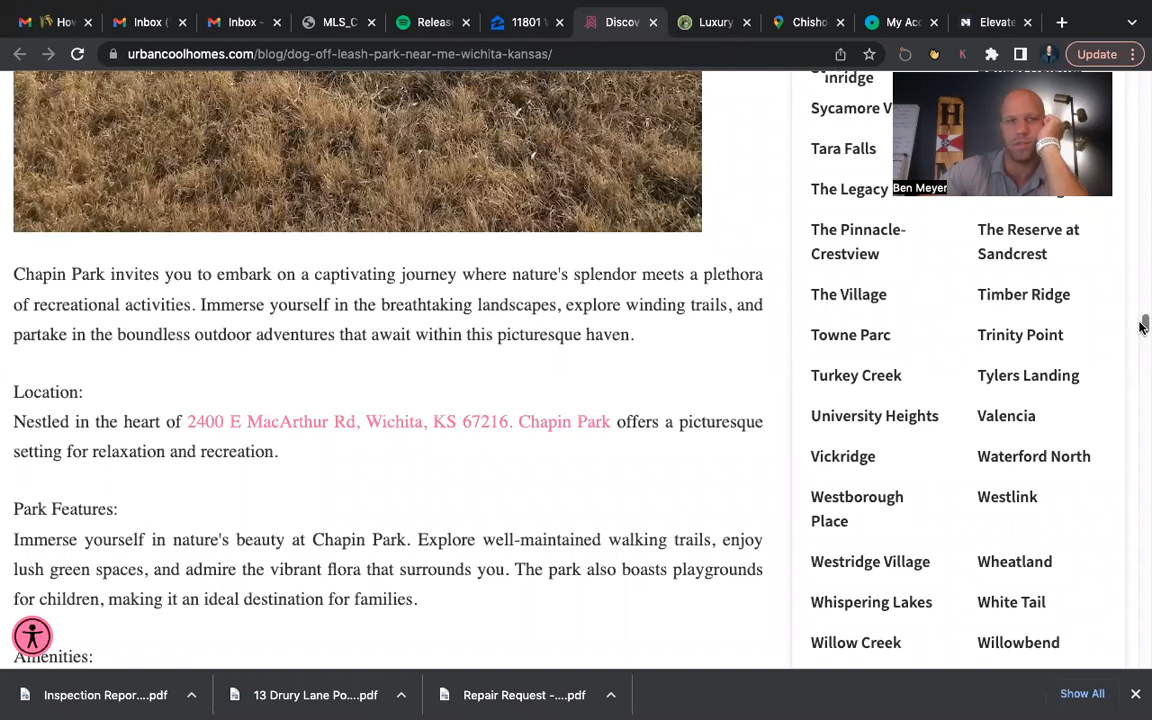 How
Inbox (
Inbox -
MLS_C
Release
11801 V
Discov
Luxury
Chisho
My Acc
Elevate
urbancoolhomes.com/blog/dog-off-leash-park-near-me-wichita-kansas/
K
Update
Chapin Park invites you to embark on a captivating journey where nature's splendor meets a plethora
of recreational activities. Immerse yourself in the breathtaking landscapes, explore winding trails, and
partake in the boundless outdoor adventures that await within this picturesque haven.
Location:
Nestled in the heart of 2400 E MacArthur Rd, Wichita, KS 67216. Chapin Park offers a picturesque
setting for relaxation and recreation.
Park Features:
Immerse yourself in nature's beauty at Chapin Park. Explore well-maintained walking trails, enjoy
lush green spaces, and admire the vibrant flora that surrounds you. The park also boasts playgrounds
for children, making it an ideal destination for families.
Amenities:
inridge
Sycamore V
Tara Falls
The Legacy
H
Ben Meyer
The Pinnacle-
Crestview
The Reserve at
Sandcrest
The Village
Timber Ridge
Towne Parc
Trinity Point
Turkey Creek
Tylers Landing
University Heights
Valencia
Vickridge
Waterford North
Westborough
Place
Westlink
Westridge Village
Wheatland
Whispering Lakes
White Tail
Willow Creek
Willowbend
Inspection Repor....pdf
13 Drury Lane Po....pdf
Repair Request -....pdf
Show All